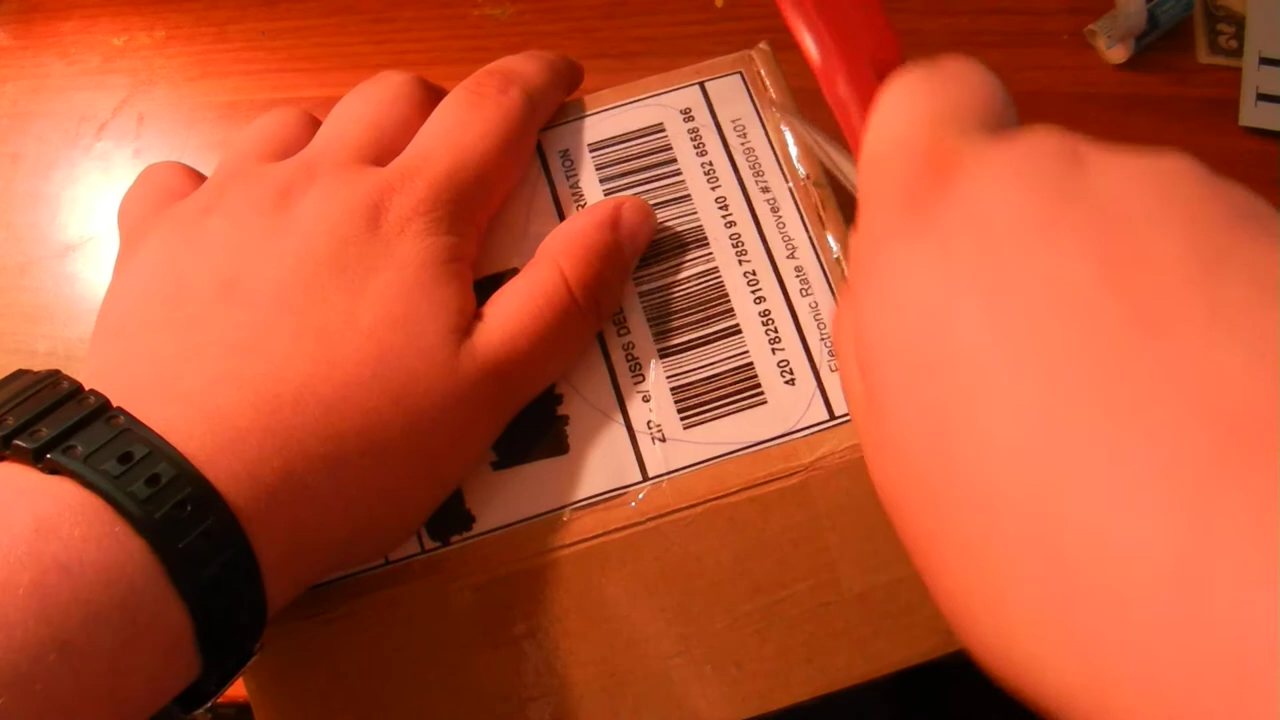 RMATION
ZIP e/ USPS DEL
420 78256 9102 7850 9140 1052 6558 86
Electronic Rate Approved #785091401